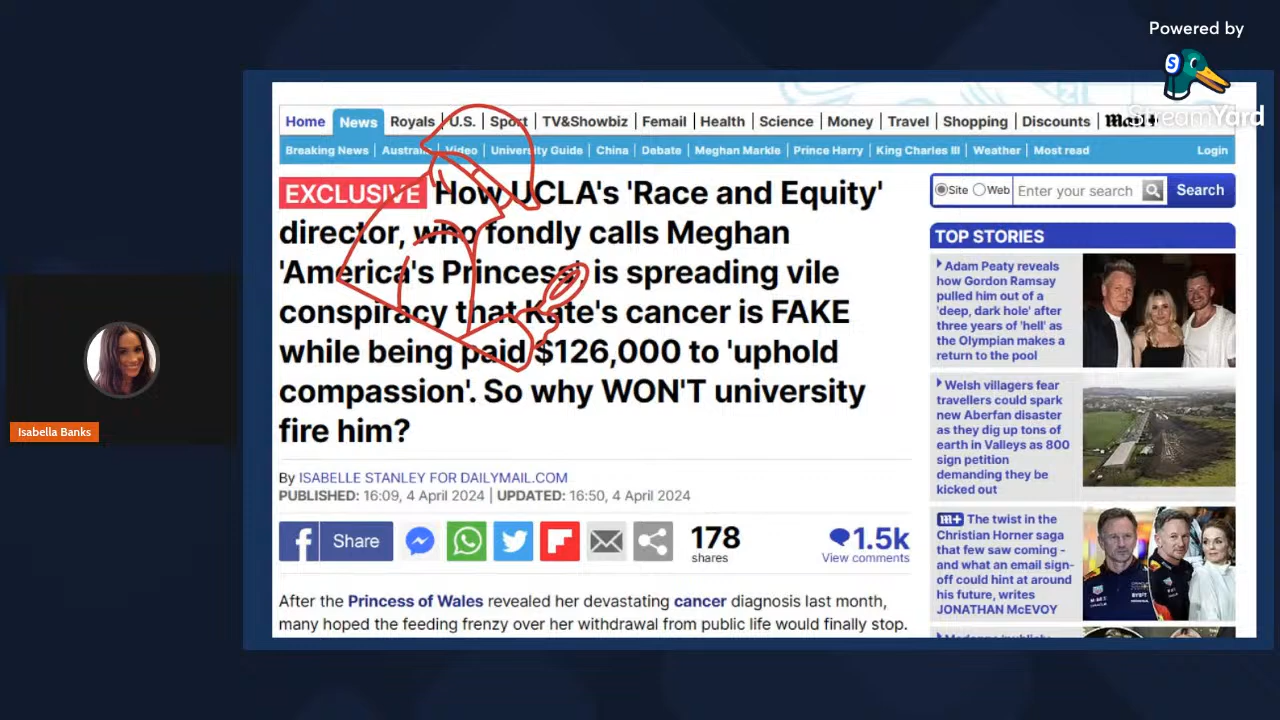 Powered by
StreamYard
Home News Royals U.S. Sport TV&Showbiz Femail Health Science Money Travel Shopping Discounts
Breaking News Australia Video University Guide China Debate Meghan Markle Prince Harry King Charles III Weather Most read Login
EXCLUSIVE How UCLA's 'Race and Equity'
director, who fondly calls Meghan
'America's Princess', is spreading vile
conspiracy that Kate's cancer is FAKE
while being paid $126,000 to 'uphold
compassion'. So why WON'T university
fire him?
By ISABELLE STANLEY FOR DAILYMAIL.COM
PUBLISHED: 16:09, 4 April 2024 | UPDATED: 16:50, 4 April 2024
Share
178
shares
1.5k
View comments
After the Princess of Wales revealed her devastating cancer diagnosis last month,
many hoped the feeding frenzy over her withdrawal from public life would finally stop.
Site Web Enter your search Search
TOP STORIES
Adam Peaty reveals
how Gordon Ramsay
pulled him out of a
'deep, dark hole' after
three years of 'hell' as
the Olympian makes a
return to the pool
Welsh villagers fear
travellers could spark
new Aberfan disaster
as they dig up tons of
earth in Valleys as 800
sign petition
demanding they be
kicked out
The twist in the
Christian Horner saga
that few saw coming -
and what an email sign-
off could hint at around
his future, writes
JONATHAN McEVOY
Isabella Banks